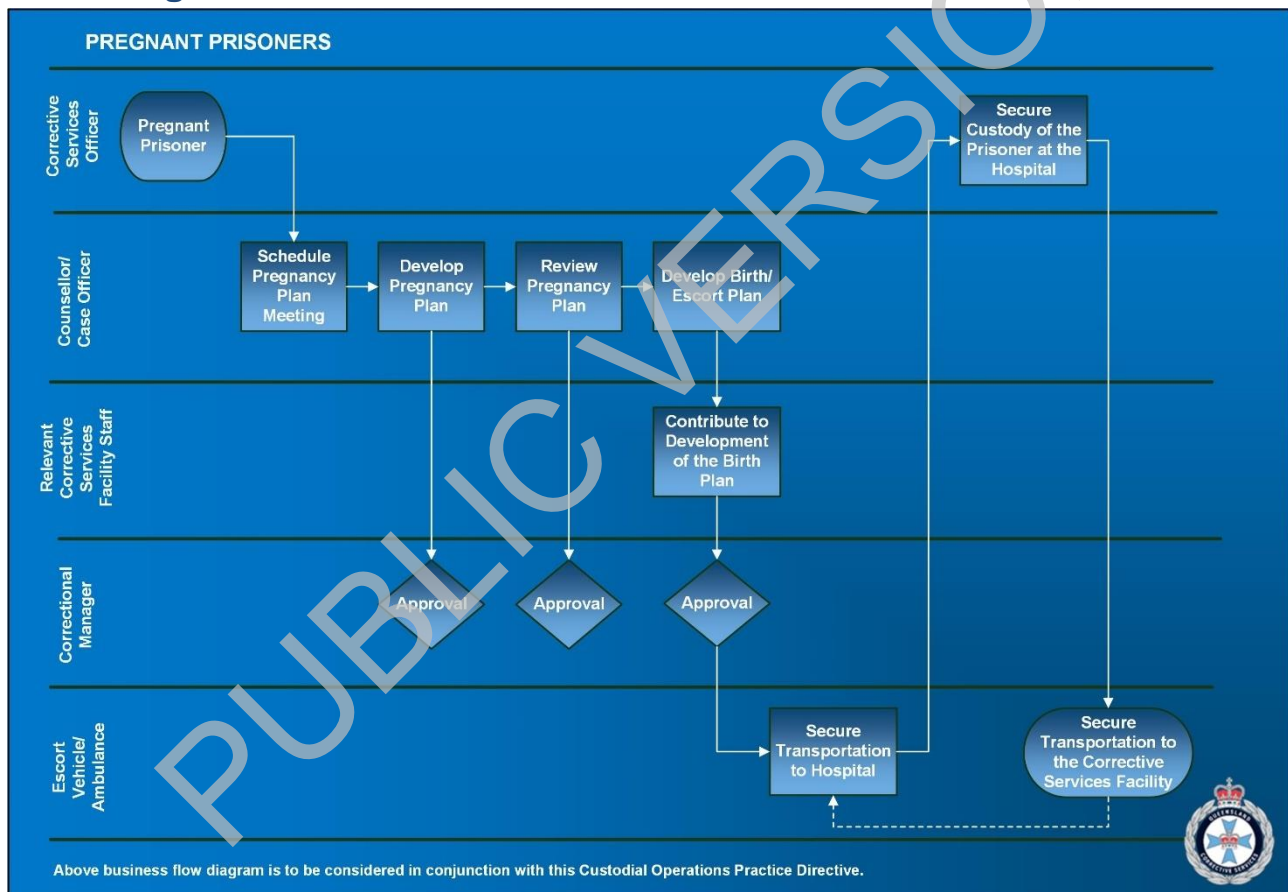 PREGNANT PRISONERS
Corrective
Services
Officer
Pregnant
Prisoner
Secure
Custody of the
Prisoner at the
Hospital
Counsellor/
Case Officer
Schedule
Pregnancy
Plan
Meeting
Develop
Pregnancy
Plan
Review
Pregnancy
Plan
Develop Birth/
Escort Plan
Relevant
Corrective
Services
Facility Staff
Contribute to
Development
of the Birth
Plan
Correctional
Manager
Approval
Approval
Approval
Escort
Vehicle/
Ambulance
Secure
Transportation
to Hospital
Secure
Transportation to
the Corrective
Services Facility
QUEENSLAND
CORRECTIVE SERVICES
Above business flow diagram is to be considered in conjunction with this Custodial Operations Practice Directive.
PUBLIC VERSIO